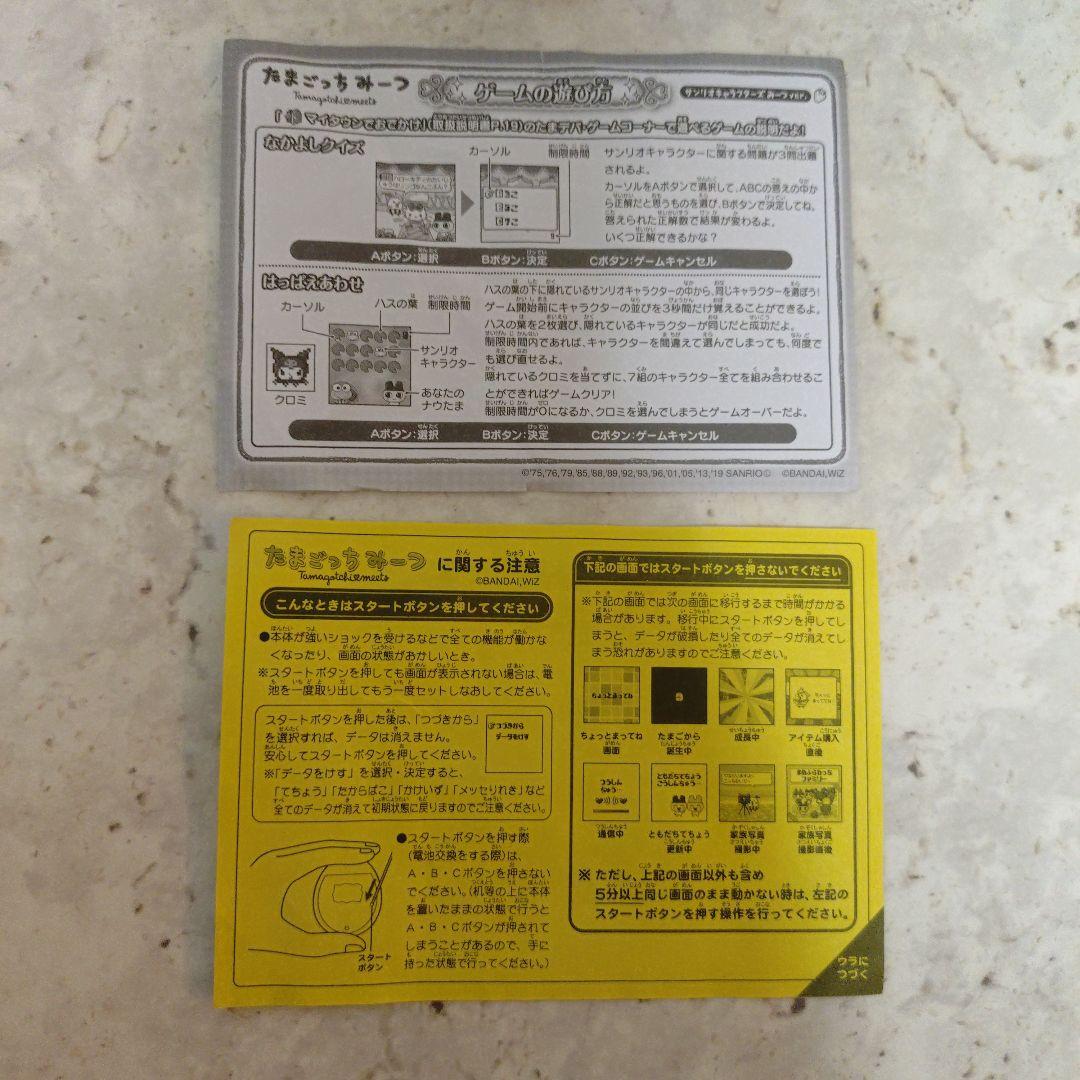 たまごっち みーつ
Tamagotchi meets
ゲームの遊び方
サンリオキャラクターズ みーつ ver.
「マイタウンでおでかけ」(取扱説明書P.19)のたまデパ・ゲームコーナーで遊べるゲームの説明だよ!
なかよしクイズ
カーソル
制限時間
サンリオキャラクターに関する問題が3問出題
されるよ。
カーソルをAボタンで選択して、ABCの答えの中か
ら正解だと思うものを選び、Bボタンで決定してね。
答えられた正解数で結果が変わるよ。
いくつ正解できるかな?
Aボタン:選択 Bボタン:決定 Cボタン:ゲームキャンセル
はっぱえあわせ
カーソル
ハスの葉
制限時間
サンリオ
キャラクター
あなたの
ナウたま
クロミ
ハスの葉の下に隠れているサンリオキャラクターの中から、同じキャラクターを選ぼう!
ゲーム開始前にキャラクターの並びを3秒間だけ覚えることができるよ。
ハスの葉を2枚選び、隠れているキャラクターが同じだと成功だよ。
制限時間内であれば、キャラクターを間違えて選んでしまっても、何度で
も選び直せるよ。
隠れているクロミを当てずに、7組のキャラクター全てを組み合わせるこ
とができればゲームクリア!
制限時間が0になるか、クロミを選んでしまうとゲームオーバーだよ。
Aボタン:選択 Bボタン:決定 Cボタン:ゲームキャンセル
©'75,'76,'79,'85,'88,'89,'92,'93,'96,'01,'05,'13,'19 SANRIO© ©BANDAI,WiZ
たまごっち みーつ に関する注意
Tamagotchi meets
©BANDAI,WiZ
こんなときはスタートボタンを押してください
●本体が強いショックを受けるなどで全ての機能が働かな
くなったり、画面の状態がおかしいとき。
※スタートボタンを押しても画面が表示されない場合は、電
池を一度取り出してもう一度セットしなおしてください。
スタートボタンを押した後は、「つづきから」
を選択すれば、データは消えません。
安心してスタートボタンを押してください。
※「データをけす」を選択・決定すると、
「てちょう」「たからばこ」「かけいず」「メッセりれき」など
全てのデータが消えて初期状態に戻りますのでご注意ください。
つづきから
データをけす
●スタートボタンを押す際
(電池交換をする際)は、
A・B・Cボタンを押さない
でください。(机等の上に本体
を置いたままの状態で行うと
A・B・Cボタンが押されて
しまうことがあるので、手に
持った状態で行ってください。)
スタート
ボタン
下記の画面ではスタートボタンを押さないでください
※下記の画面では次の画面に移行するまで時間がかかる
場合があります。移行中にスタートボタンを押してし
まうと、データが破損したり全てのデータが消えてし
まう恐れがありますのでご注意ください。
ちょっとまってね
ちょっとまってね
画面
たまごから
誕生中
成長中
アイテム購入
直後
つうしん
ちゅう…
通信中
ともだちてちょう
こうしんちゅう
ともだちてちょう
更新中
家族写真
撮影中
まめふらわっち
ファミリー
家族写真
撮影直後
※ ただし、上記の画面以外も含め
5分以上同じ画面のまま動かない時は、左記の
スタートボタンを押す操作を行ってください。
ウラに
つづく